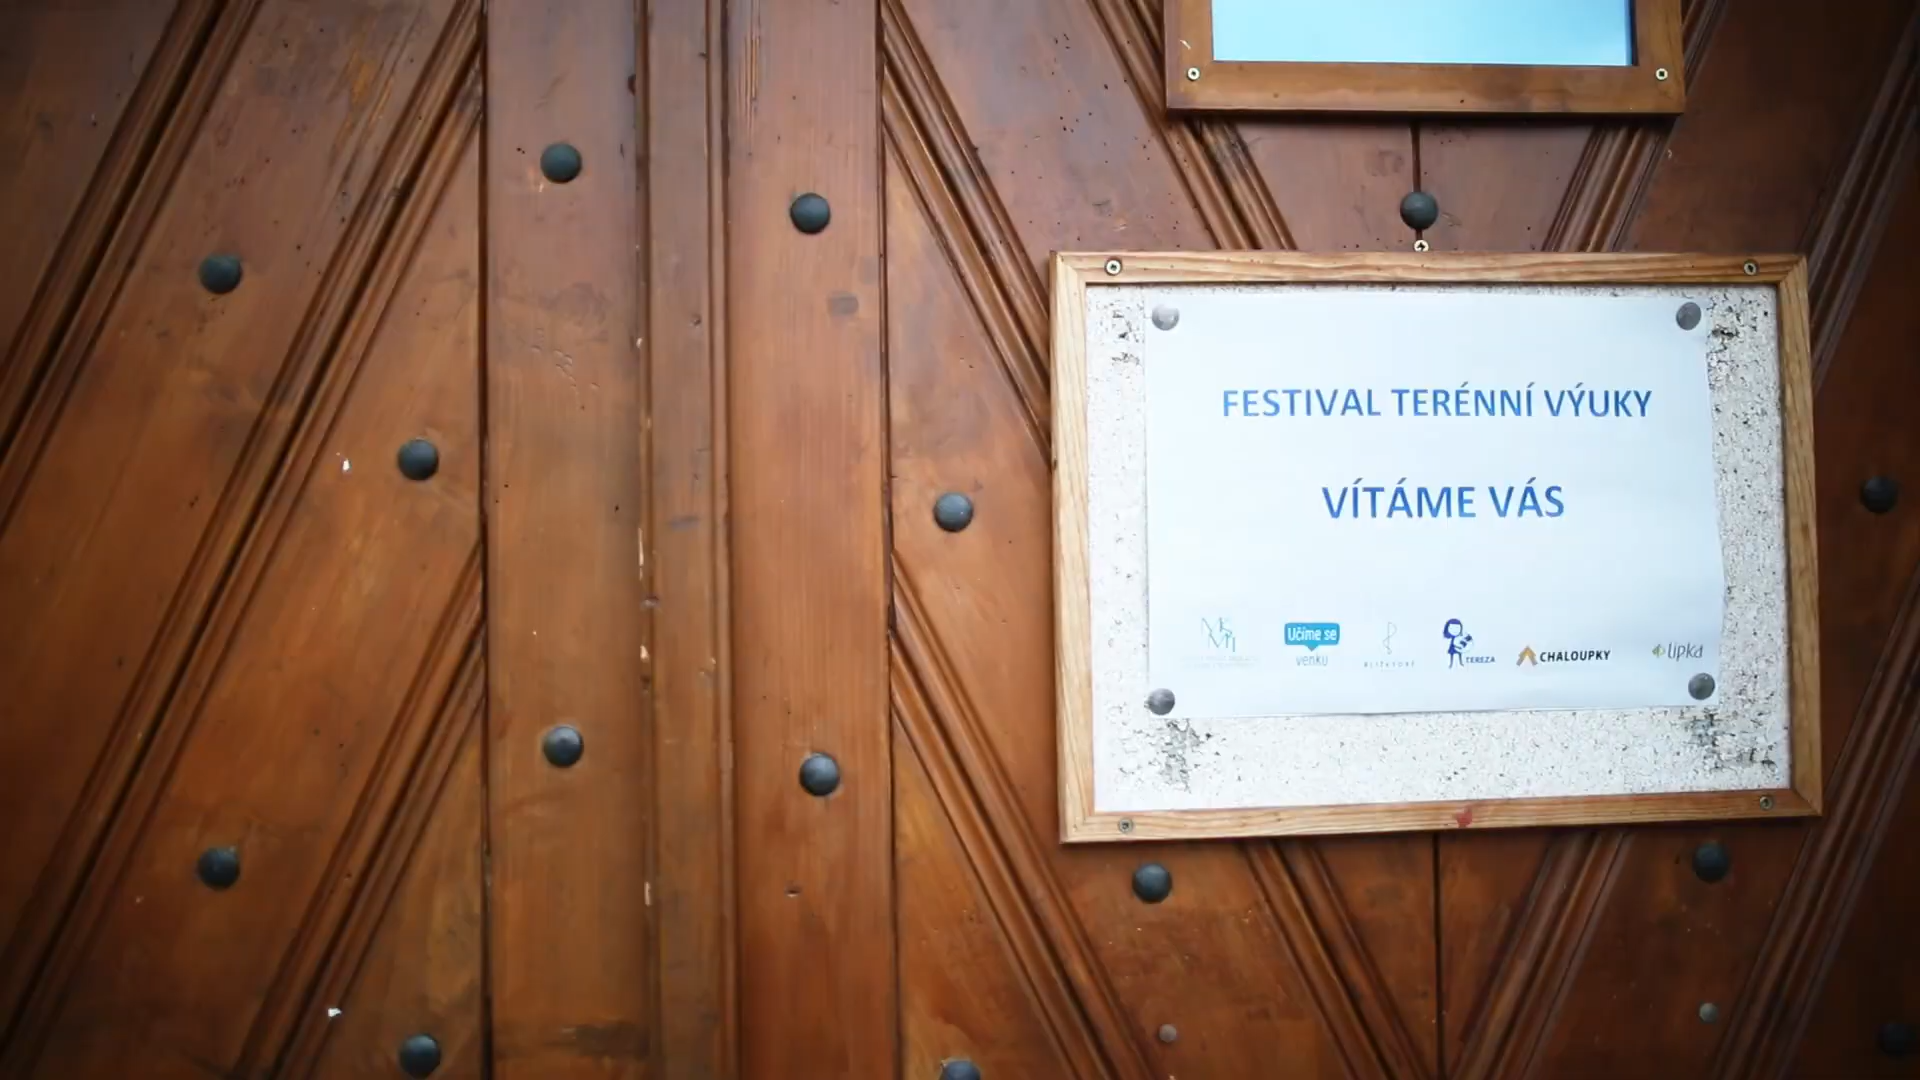 FESTIVAL TERÉNNÍ VÝUKY
VÍTÁME VÁS
Učíme se
venku
TEREZA
CHALOUPKY
lipka